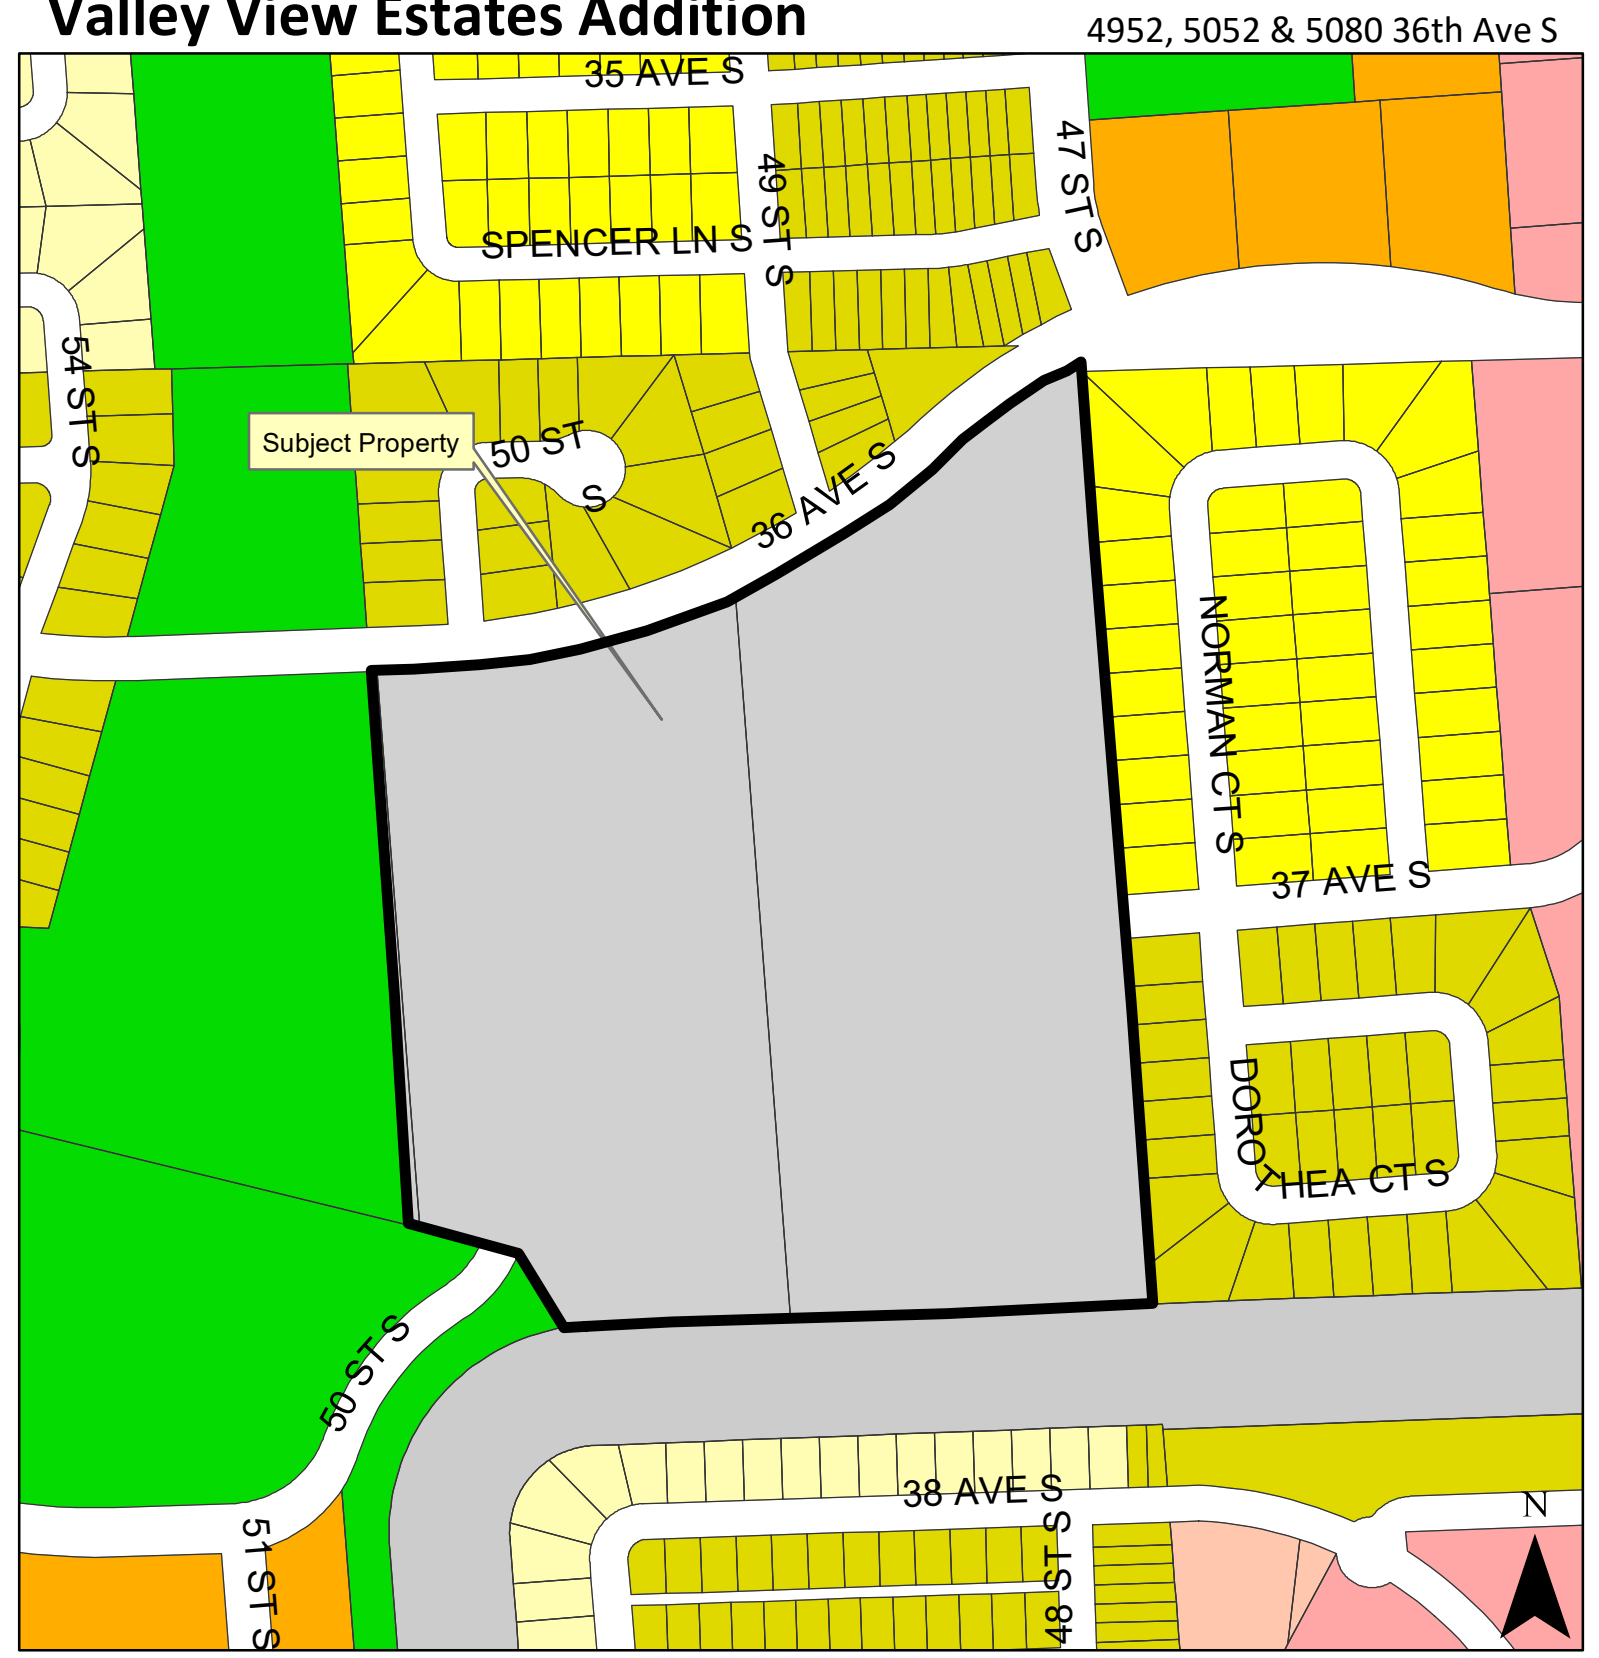 Valley View Estates Addition
4952, 5052 & 5080 36th Ave S
35 AVE S
47 ST S
49 ST S
SPENCER LN S
54 ST S
Subject Property
50 ST
S
36 AVE S
NORMAN CT S
37 AVE S
DOROTHEA CT S
50 ST S
38 AVE S
48 ST S
51 ST S
N